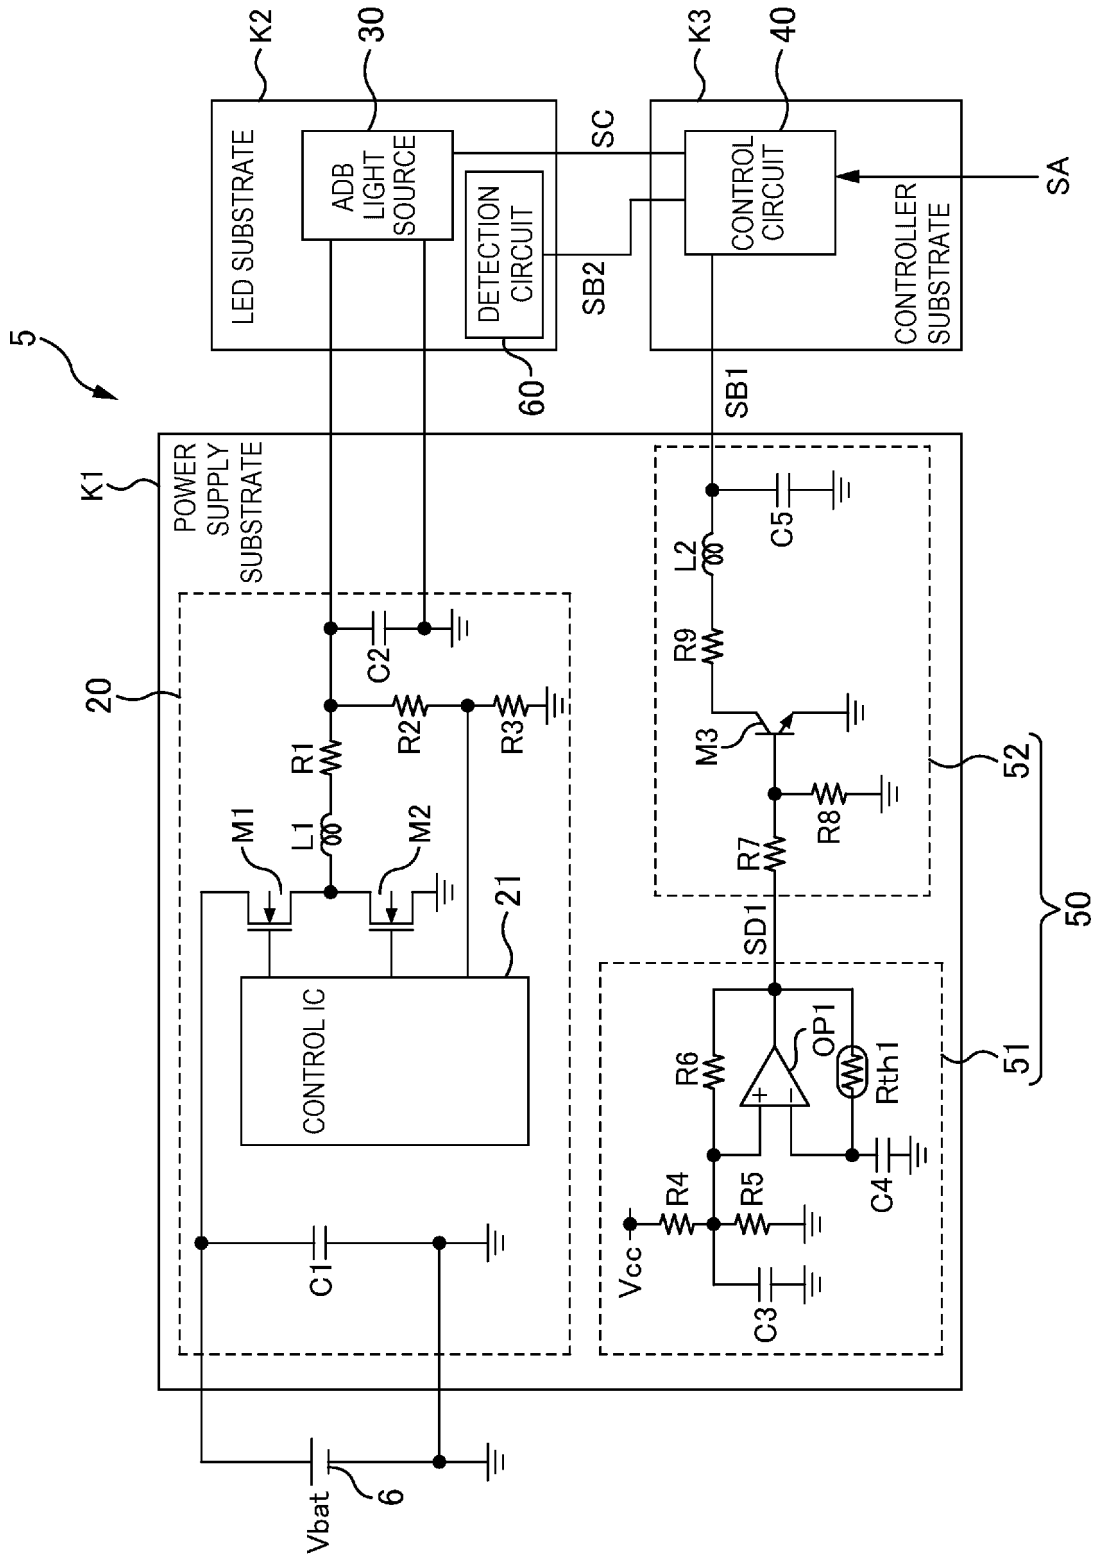 5
K1
POWER
SUPPLY
SUBSTRATE
K2
LED SUBSTRATE
30
ADB
LIGHT
SOURCE
DETECTION
CIRCUIT
60
K3
40
CONTROL
CIRCUIT
CONTROLLER
SUBSTRATE
SC
SB2
SA
SB1
20
Vbat
6
C1
CONTROL IC
21
M1
M2
L1
R1
R2
R3
C2
Vcc
R4
R5
C3
R6
OP1
+
−
Rth1
C4
51
SD1
R7
R8
M3
R9
L2
C5
52
50